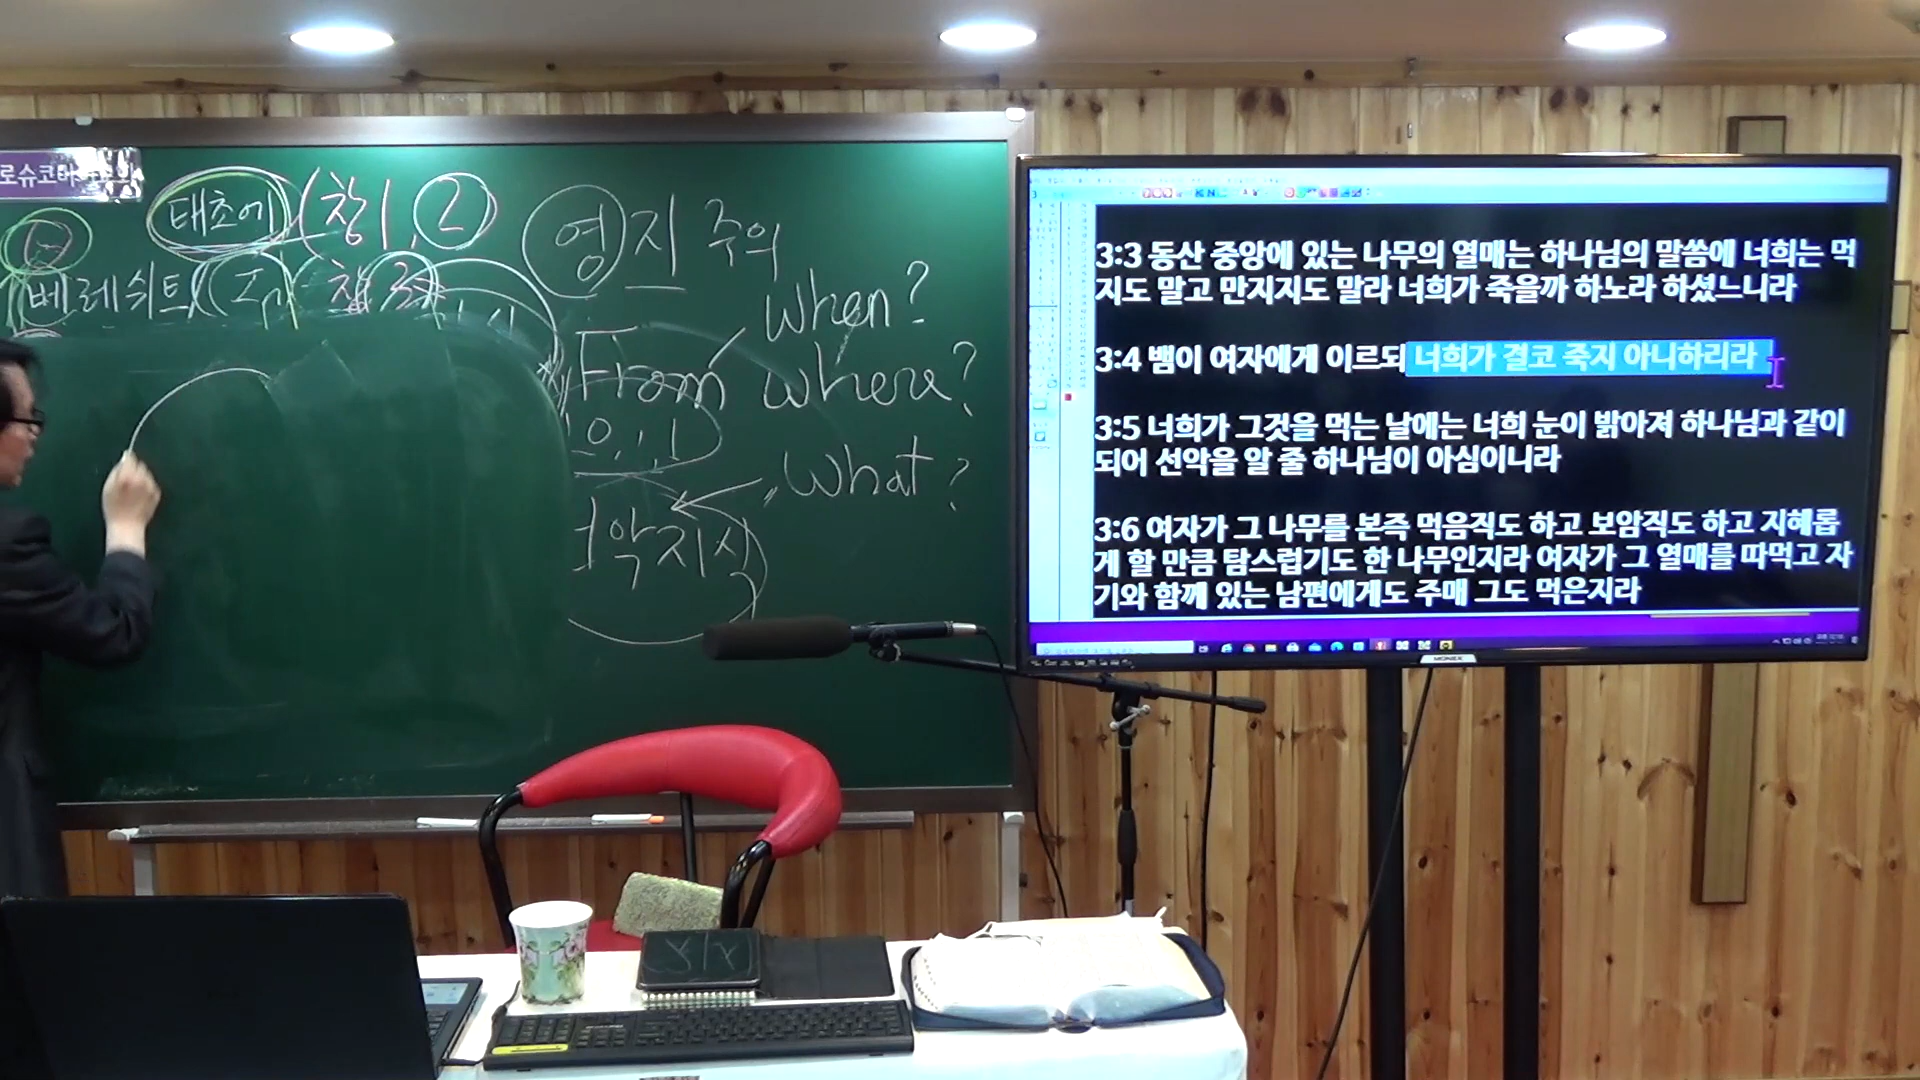 태초에 (창 1, 2
베레쉬트
영지주의
When?
From where?
What?
악지식
3:3 동산 중앙에 있는 나무의 열매는 하나님의 말씀에 너희는 먹
지도 말고 만지지도 말라 너희가 죽을까 하노라 하셨느니라
3:4 뱀이 여자에게 이르되 너희가 결코 죽지 아니하리라
3:5 너희가 그것을 먹는 날에는 너희 눈이 밝아져 하나님과 같이
되어 선악을 알 줄 하나님이 아심이니라
3:6 여자가 그 나무를 본즉 먹음직도 하고 보암직도 하고 지혜롭
게 할 만큼 탐스럽기도 한 나무인지라 여자가 그 열매를 따먹고 자
기와 함께 있는 남편에게도 주매 그도 먹은지라